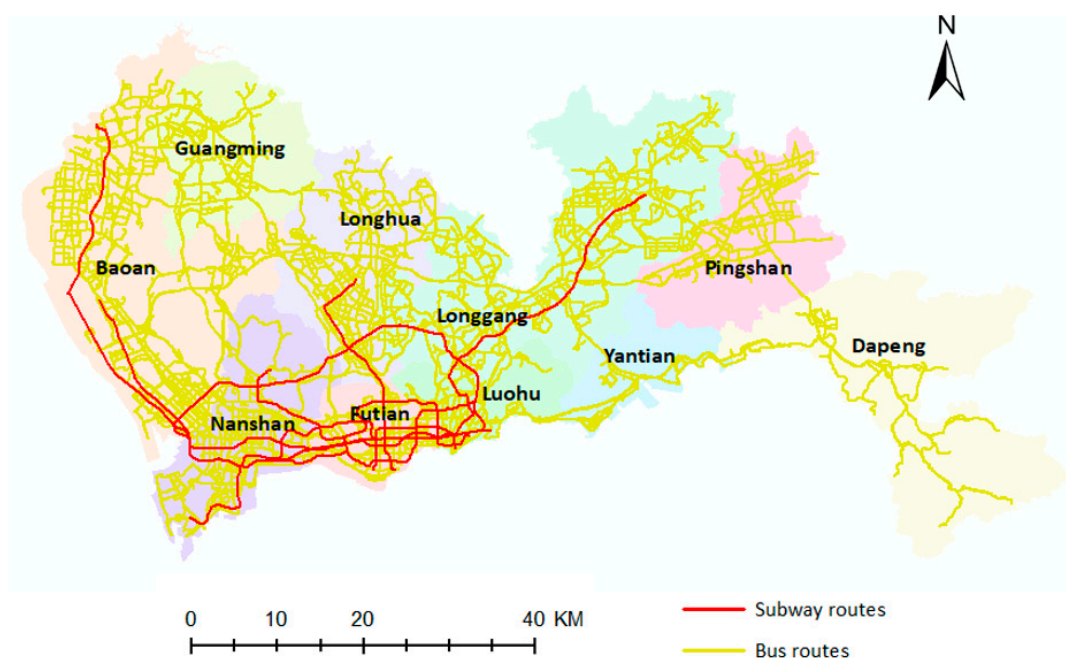 N
Guangming
Longhua
Baoan
Pingshan
Longgang
Dapeng
Yantian
Luohu
Futian
Nanshan
0 10 20 40 KM
Subway routes
Bus routes